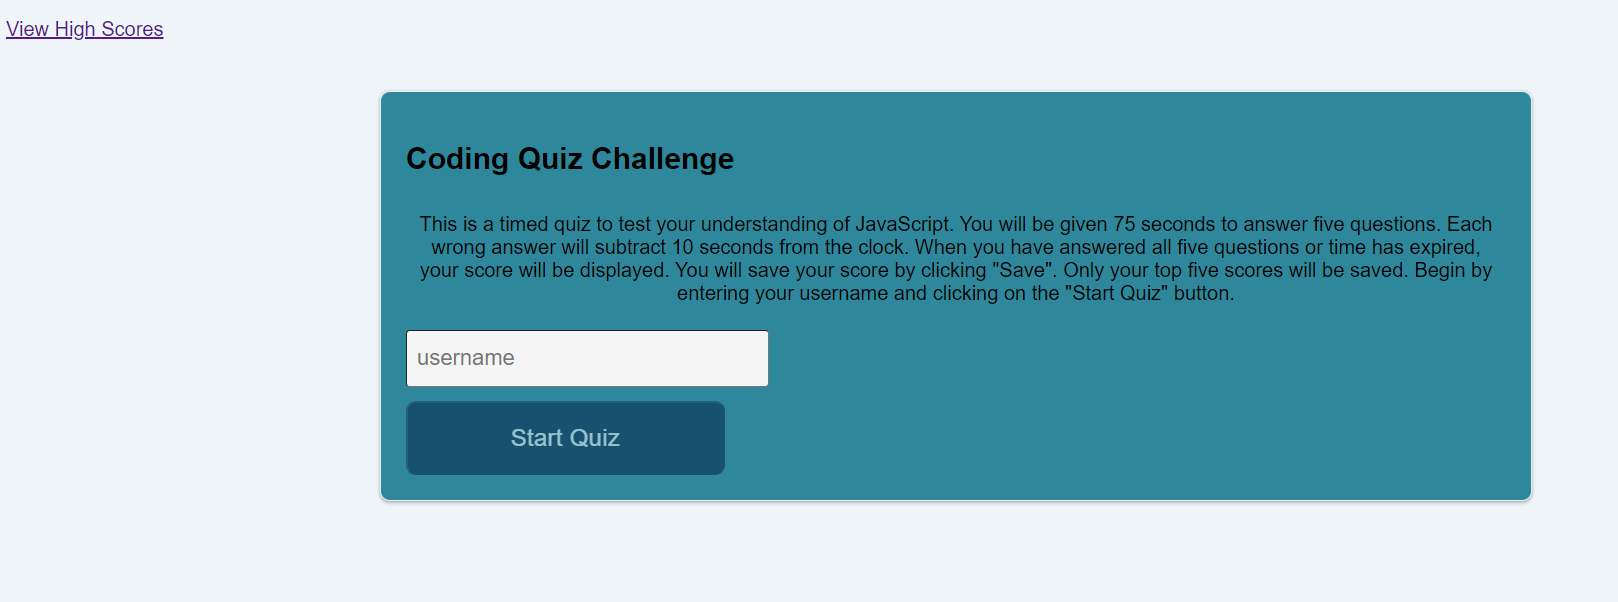 View High Scores
Coding Quiz Challenge
This is a timed quiz to test your understanding of JavaScript. You will be given 75 seconds to answer five questions. Each
wrong answer will subtract 10 seconds from the clock. When you have answered all five questions or time has expired,
your score will be displayed. You will save your score by clicking "Save". Only your top five scores will be saved. Begin by
entering your username and clicking on the "Start Quiz" button.
username
Start Quiz